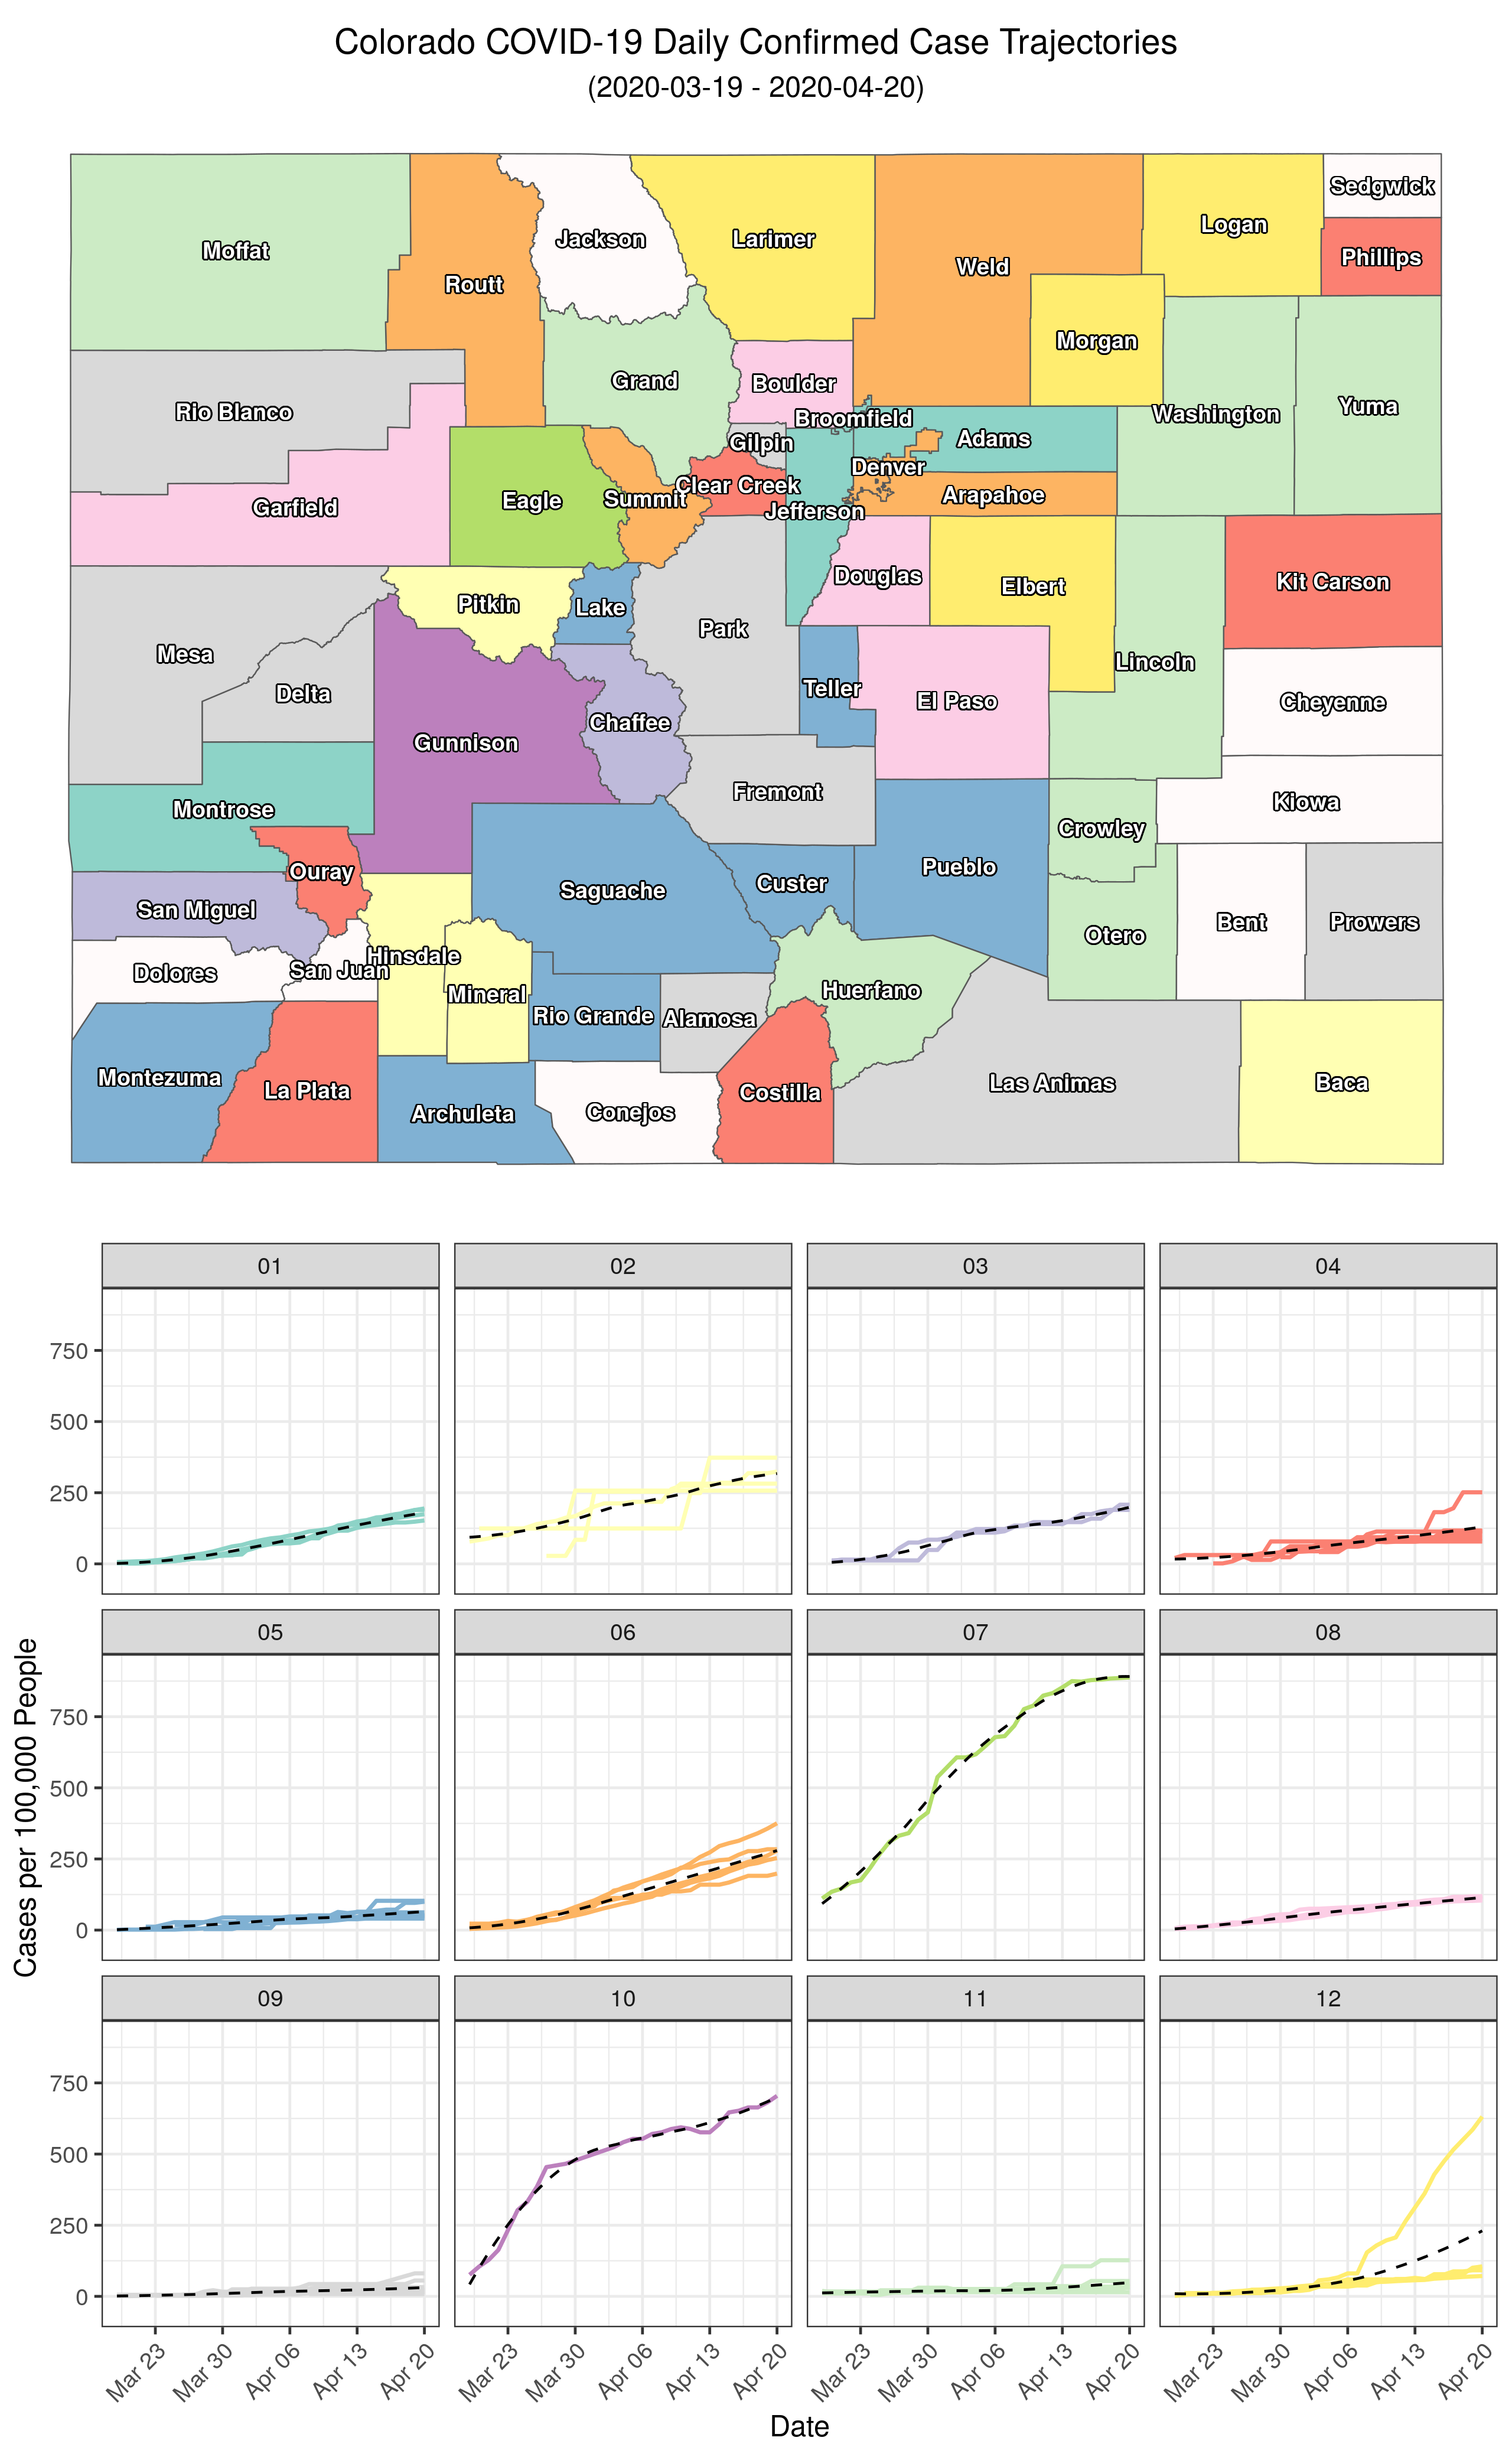 Colorado COVID-19 Daily Confirmed Case Trajectories
(2020-03-19 - 2020-04-20)
Sedgwick
Logan
Jackson
Larimer
Moffat
Phillips
Weld
Routt
Morgan
Grand
Boulder
Yuma
Rio Blanco
Washington
Broomfield
Adams
Gilpin
Denver
Clear Creek
Arapahoe
Summit
Eagle
Garfield
Jefferson
Douglas
Kit Carson
Elbert
Pitkin
Lake
Park
Mesa
Lincoln
Teller
Delta
El Paso
Cheyenne
Chaffee
Gunnison
Fremont
Kiowa
Montrose
Crowley
Pueblo
Ouray
Custer
Saguache
San Miguel
Bent
Prowers
Otero
Hinsdale
San Juan
Dolores
Huerfano
Mineral
Rio Grande
Alamosa
Montezuma
Las Animas
Baca
La Plata
Costilla
Conejos
Archuleta
01 02 03 04
750
500
250
0
05 06 07 08
750
500
250
0
09 10 11 12
750
500
250
0
Cases per 100,000 People
Mar 23 Mar 30 Apr 06 Apr 13 Apr 20 Mar 23 Mar 30 Apr 06 Apr 13 Apr 20 Mar 23 Mar 30 Apr 06 Apr 13 Apr 20 Mar 23 Mar 30 Apr 06 Apr 13 Apr 20
Date